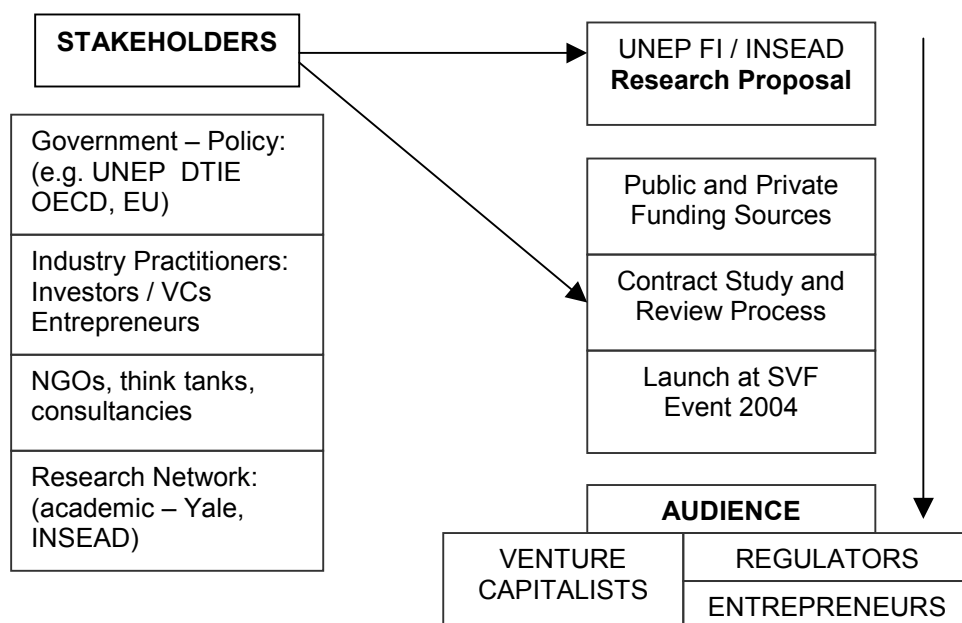 STAKEHOLDERS
Government – Policy:
(e.g. UNEP DTIE
OECD, EU)
Industry Practitioners:
Investors / VCs
Entrepreneurs
NGOs, think tanks,
consultancies
Research Network:
(academic – Yale,
INSEAD)
UNEP FI / INSEAD
Research Proposal
Public and Private
Funding Sources
Contract Study and
Review Process
Launch at SVF
Event 2004
AUDIENCE
VENTURE
CAPITALISTS
REGULATORS
ENTREPRENEURS